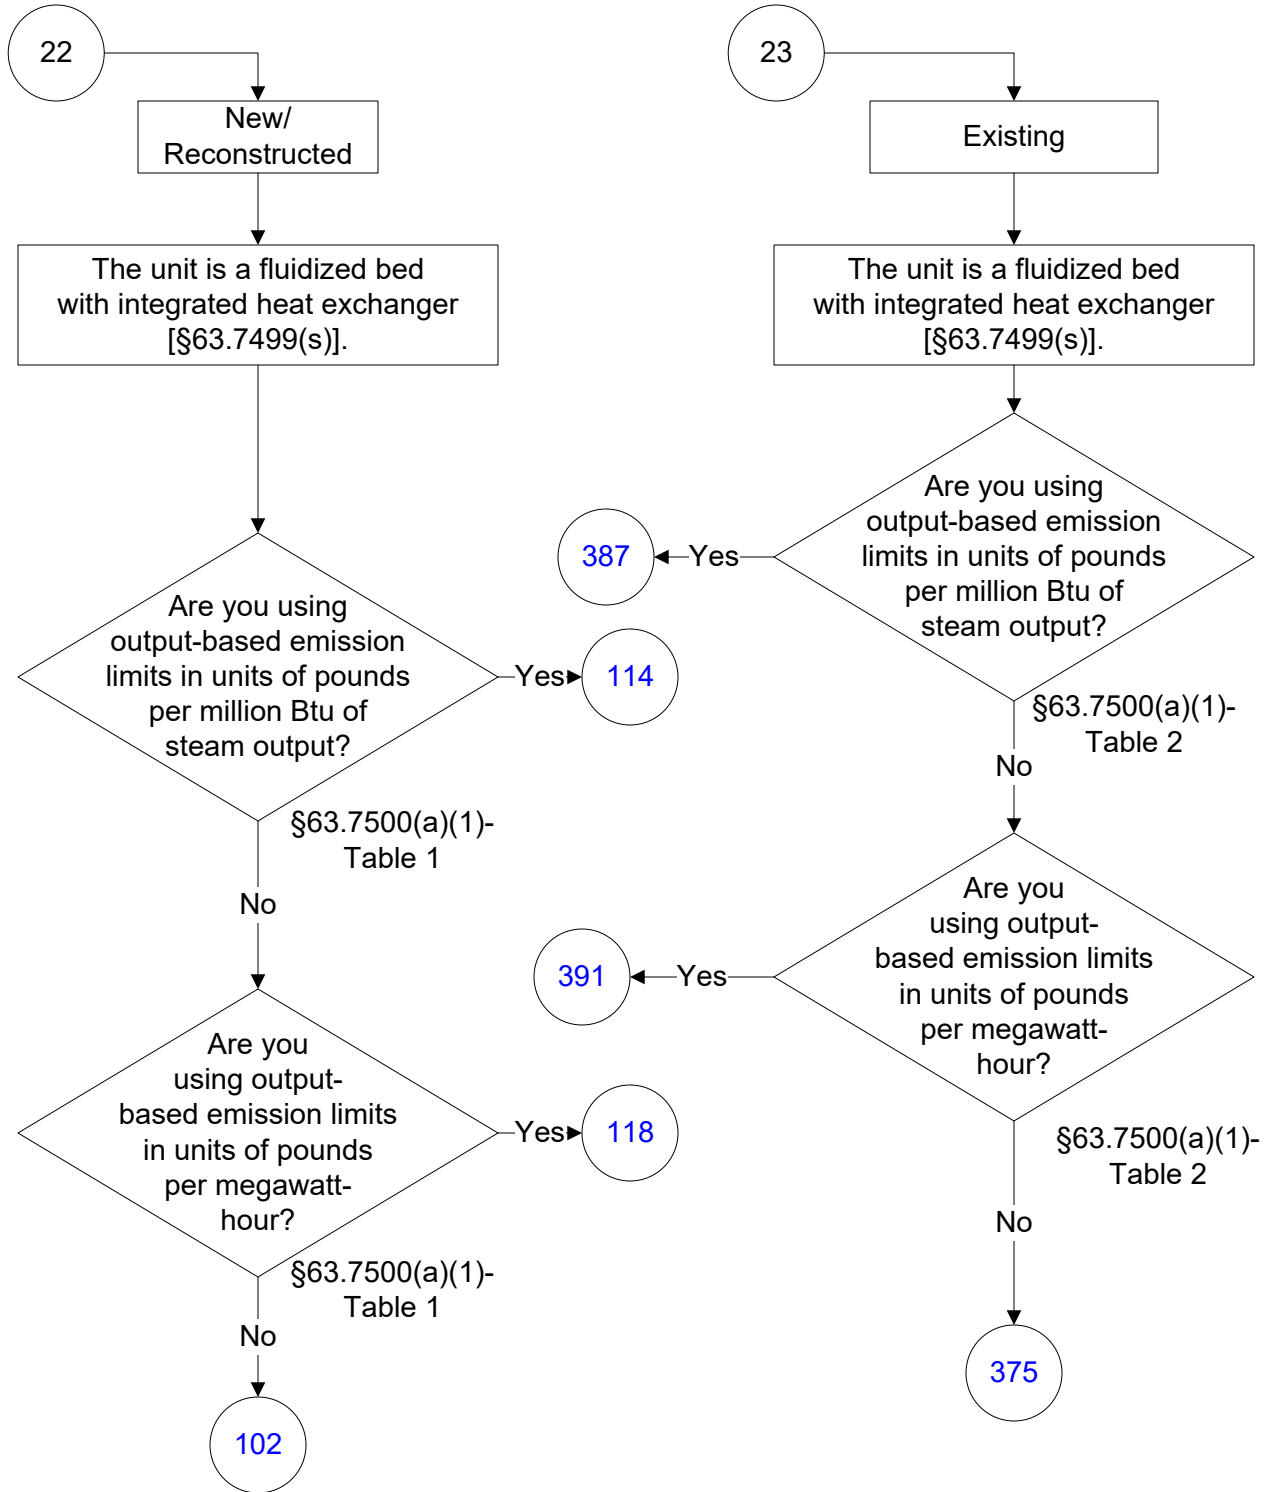 22
New/
Reconstructed
The unit is a fluidized bed
with integrated heat exchanger
[§63.7499(s)].
Are you using
output-based emission
limits in units of pounds
per million Btu of
steam output?
Yes
114
§63.7500(a)(1)-
Table 1
No
Are you
using output-
based emission limits
in units of pounds
per megawatt-
hour?
Yes
118
§63.7500(a)(1)-
Table 1
No
102
23
Existing
The unit is a fluidized bed
with integrated heat exchanger
[§63.7499(s)].
Are you using
output-based emission
limits in units of pounds
per million Btu of
steam output?
Yes
387
§63.7500(a)(1)-
Table 2
No
Are you
using output-
based emission limits
in units of pounds
per megawatt-
hour?
Yes
391
§63.7500(a)(1)-
Table 2
No
375